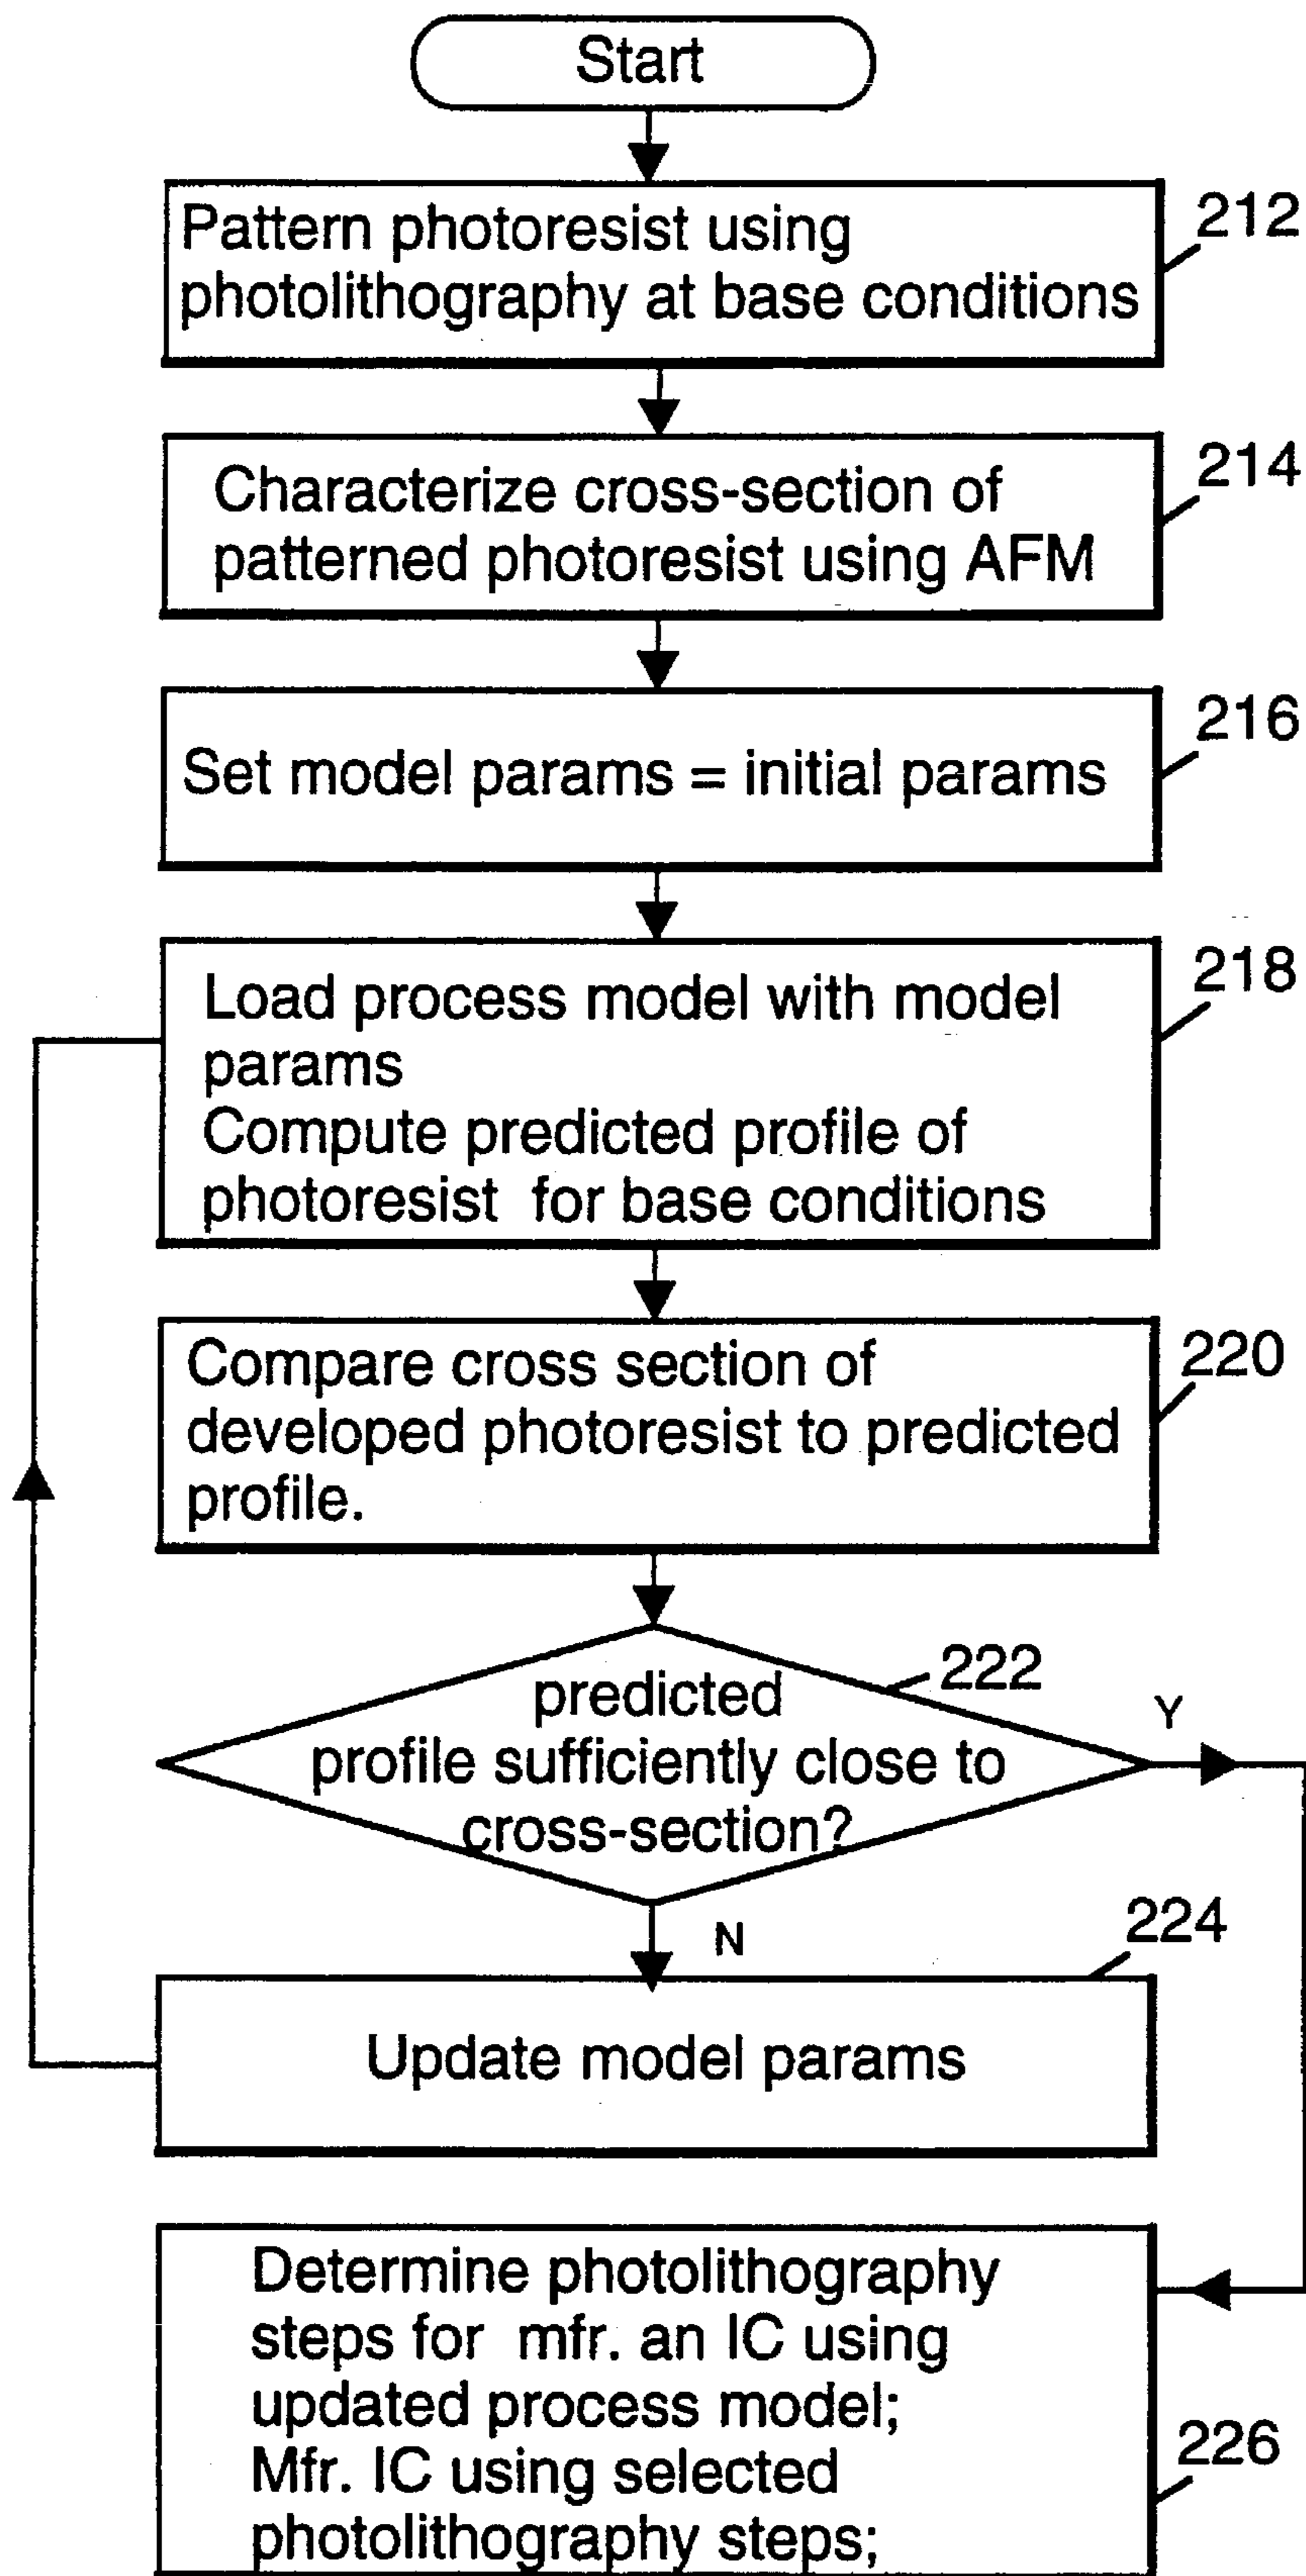 Start
Pattern photoresist using
photolithography at base conditions
212
Characterize cross-section of
patterned photoresist using AFM
214
Set model params = initial params
216
Load process model with model
params
Compute predicted profile of
photoresist for base conditions
218
Compare cross section of
developed photoresist to predicted
profile.
220
predicted
profile sufficiently close to
cross-section?
222
Y
N
224
Update model params
Determine photolithography
steps for mfr. an IC using
updated process model;
Mfr. IC using selected
photolithography steps;
226